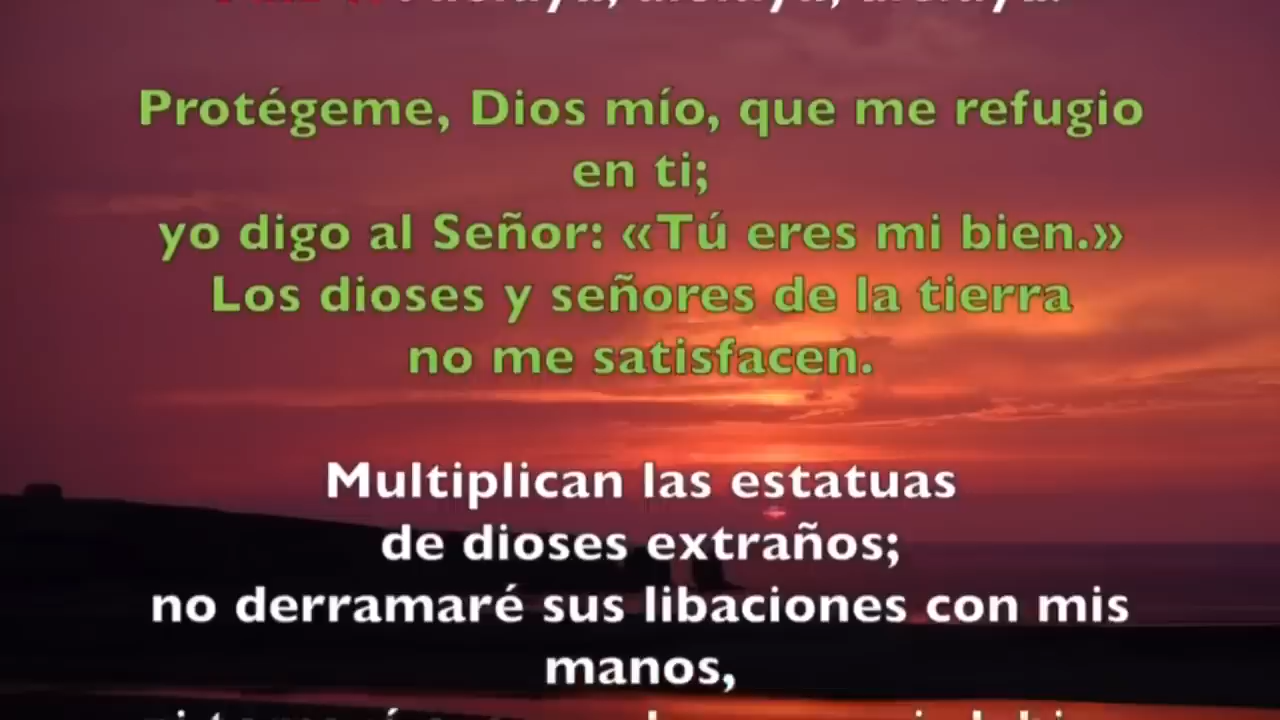 aleluya, aleluya.
Protégeme, Dios mío, que me refugio
en ti;
yo digo al Señor: «Tú eres mi bien.»
Los dioses y señores de la tierra
no me satisfacen.
Multiplican las estatuas
de dioses extraños;
no derramaré sus libaciones con mis
manos,